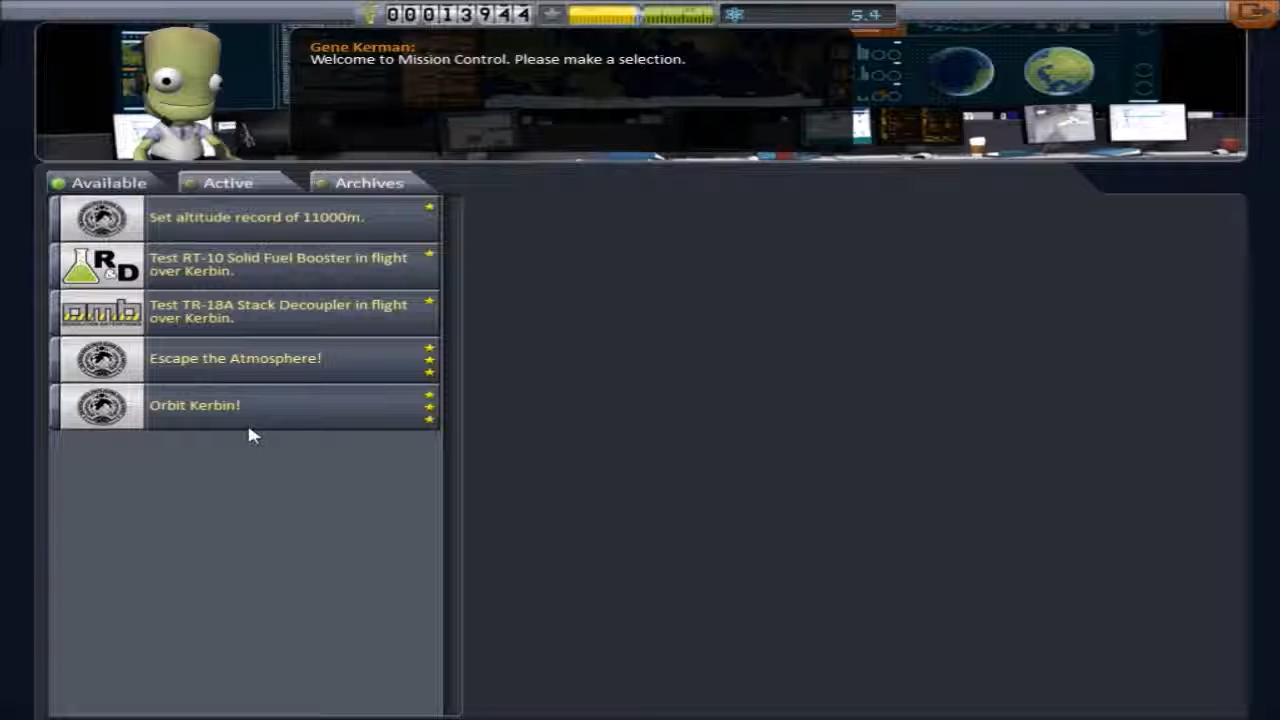 00013944
5.4
Gene Kerman:
Welcome to Mission Control. Please make a selection.
Available
Active
Archives
Set altitude record of 11000m.
R&D
Test RT-10 Solid Fuel Booster in flight
over Kerbin.
Test TR-18A Stack Decoupler in flight
over Kerbin.
Escape the Atmosphere!
Orbit Kerbin!